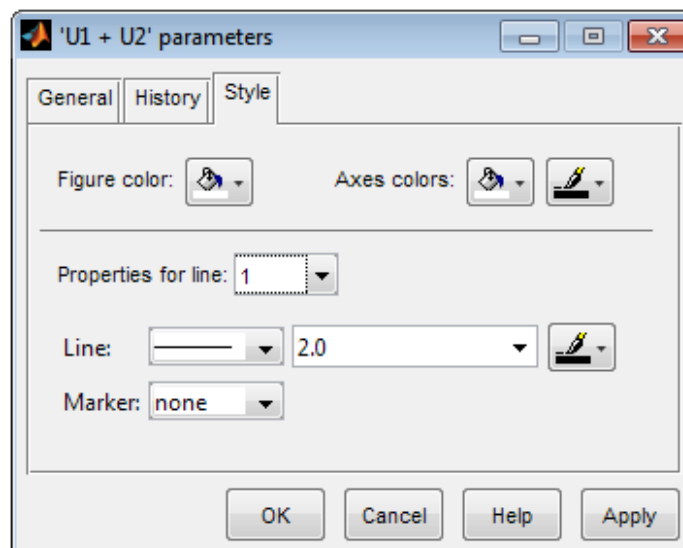 'U1 + U2' parameters
General History Style
Figure color: Axes colors:
Properties for line: 1
Line: 2.0
Marker: none
OK Cancel Help Apply